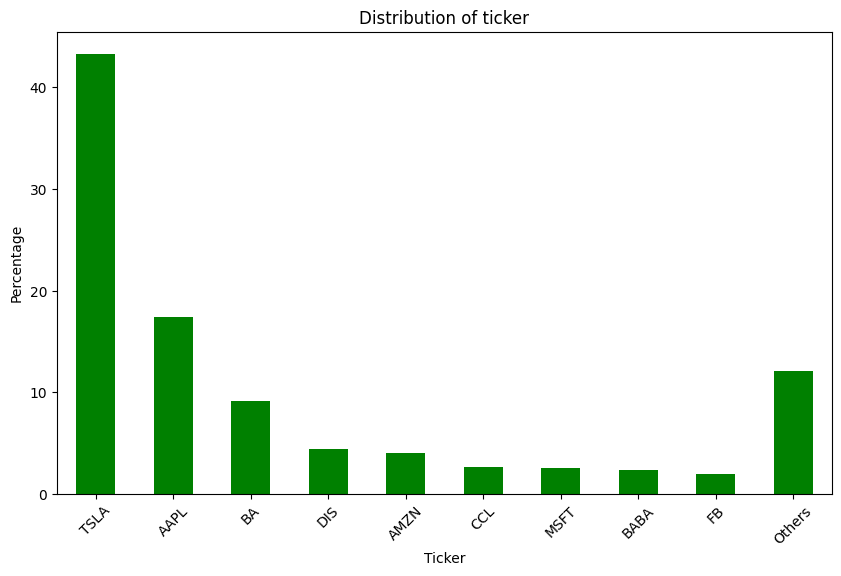 Distribution of ticker
Percentage
40
30
20
10
0
TSLA
AAPL
BA
DIS
AMZN
CCL
MSFT
BABA
FB
Others
Ticker